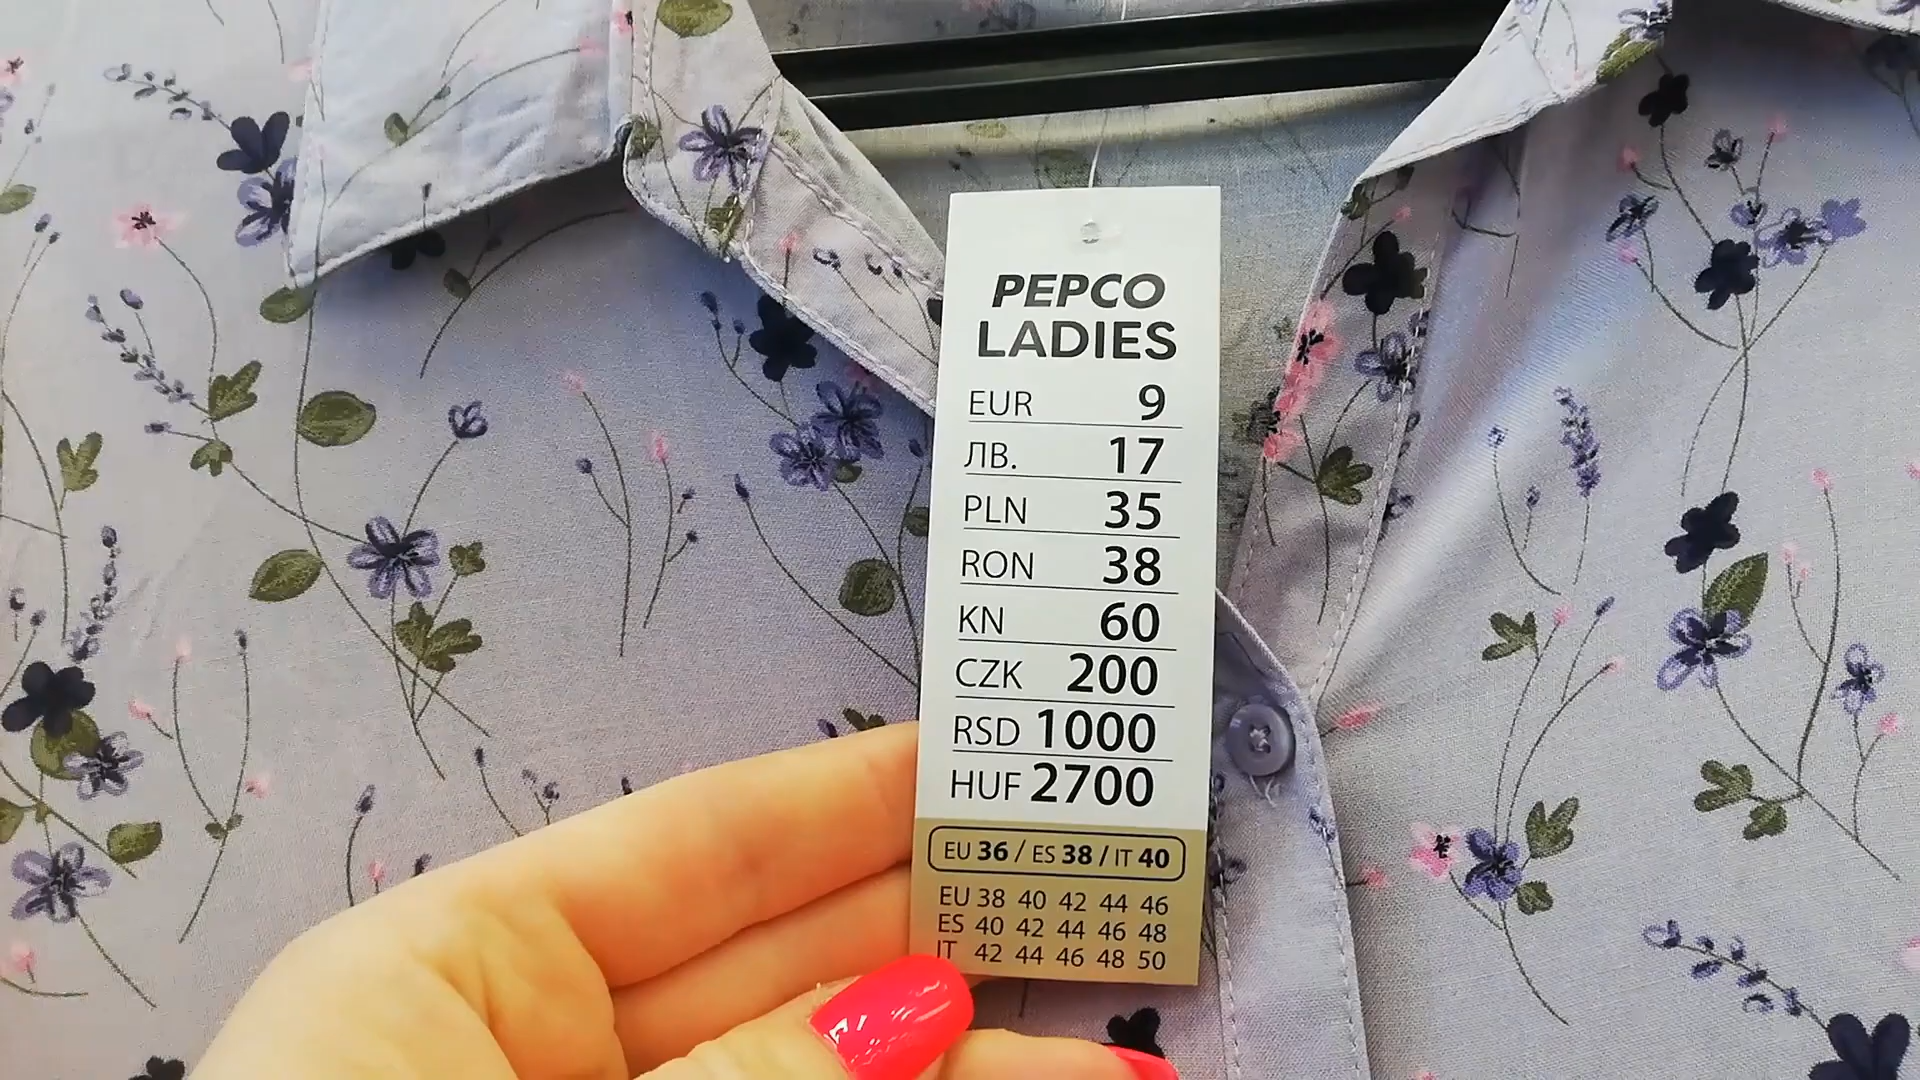 PEPCO
LADIES
EUR 9
ЛВ. 17
PLN 35
RON 38
KN 60
CZK 200
RSD 1000
HUF 2700
EU 36 / ES 38 / IT 40
EU 38 40 42 44 46
ES 40 42 44 46 48
IT 42 44 46 48 50